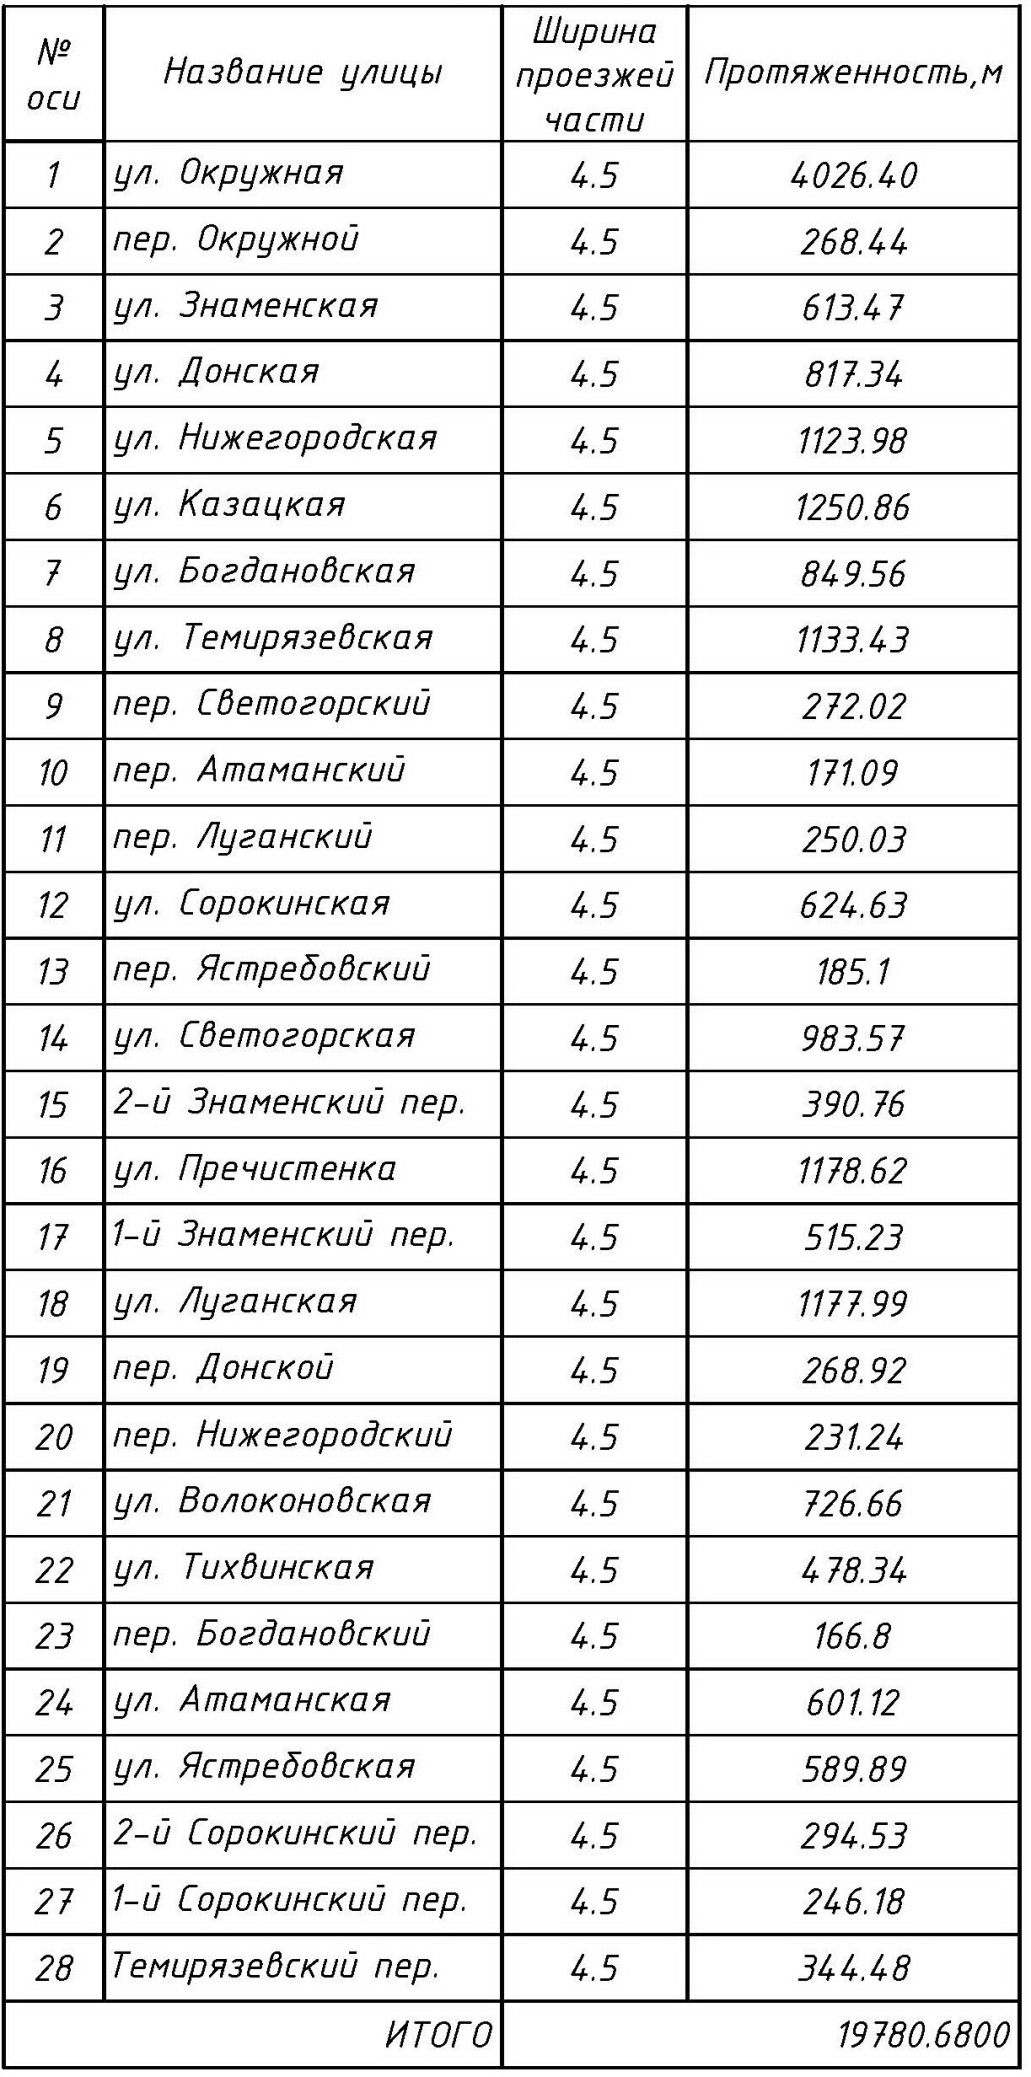 № оси	Название улицы	Ширина проезжей части	Протяженность,м
1	ул. Окружная	4.5	4026.40
2	пер. Окружной	4.5	268.44
3	ул. Знаменская	4.5	613.47
4	ул. Донская	4.5	817.34
5	ул. Нижегородская	4.5	1123.98
6	ул. Казацкая	4.5	1250.86
7	ул. Богдановская	4.5	849.56
8	ул. Темирязевская	4.5	1133.43
9	пер. Светогорский	4.5	272.02
10	пер. Атаманский	4.5	171.09
11	пер. Луганский	4.5	250.03
12	ул. Сорокинская	4.5	624.63
13	пер. Ястребовский	4.5	185.1
14	ул. Светогорская	4.5	983.57
15	2-й Знаменский пер.	4.5	390.76
16	ул. Пречистенка	4.5	1178.62
17	1-й Знаменский пер.	4.5	515.23
18	ул. Луганская	4.5	1177.99
19	пер. Донской	4.5	268.92
20	пер. Нижегородский	4.5	231.24
21	ул. Волоконовская	4.5	726.66
22	ул. Тихвинская	4.5	478.34
23	пер. Богдановский	4.5	166.8
24	ул. Атаманская	4.5	601.12
25	ул. Ястребовская	4.5	589.89
26	2-й Сорокинский пер.	4.5	294.53
27	1-й Сорокинский пер.	4.5	246.18
28	Темирязевский пер.	4.5	344.48
ИТОГО	19780.6800